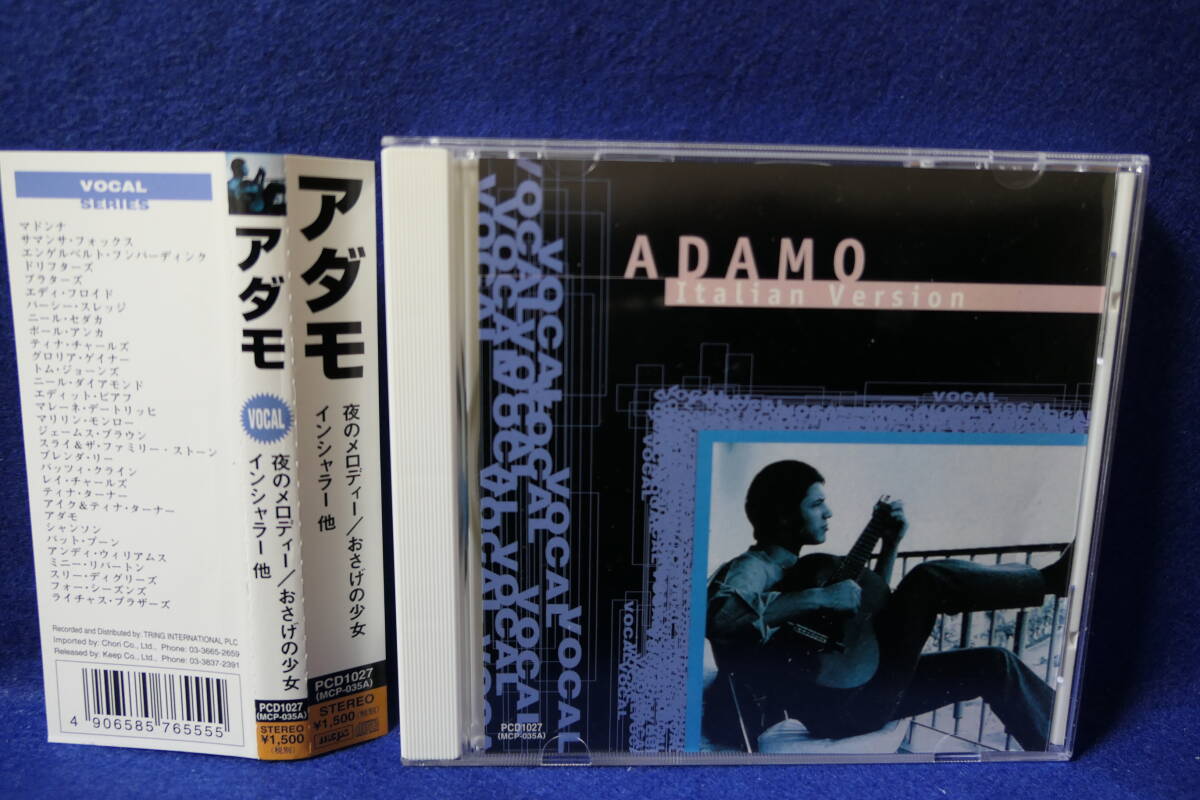 VOCAL
SERIES
マドンナ
サマンサ・フォックス
エンゲルベルト・フンパーディンク
ドリフターズ
プラターズ
エディ・フロイド
パーシー・スレッジ
ニール・セダカ
ポール・アンカ
ティナ・チャールズ
グロリア・ゲイナー
トム・ジョーンズ
ニール・ダイアモンド
エディット・ピアフ
マレーネ・デートリッヒ
マリリン・モンロー
ジェームス・ブラウン
スライ&ザ・ファミリー・ストーン
ブレンダ・リー
パッツィ・クライン
レイ・チャールズ
ティナ・ターナー
アイク&ティナ・ターナー
アダモ
シャンソン
パット・ブーン
アンディ・ウィリアムス
ミニー・リパートン
スリー・ディグリーズ
フォー・シーズンズ
ライチャス・ブラザーズ
Recorded and Distributed by: TRING INTERNATIONAL PLC
Imported by: Chori Co., Ltd., Phone: 03-3665-2659
Released by: Keep Co., Ltd., Phone: 03-3837-2391
4 906585 765555
アダモ
VOCAL
夜のメロディー/おさげの少女
インシャラー 他
PCD1027
(MCP-035A)
STEREO
¥1,500
(税別)
アダモ
夜のメロディー/おさげの少女
インシャラー 他
PCD1027
(MCP-035A)
STEREO
¥1,500(税別)
ADAMO
Italian Version
VOCAL
PCD1027
(MCP-035A)